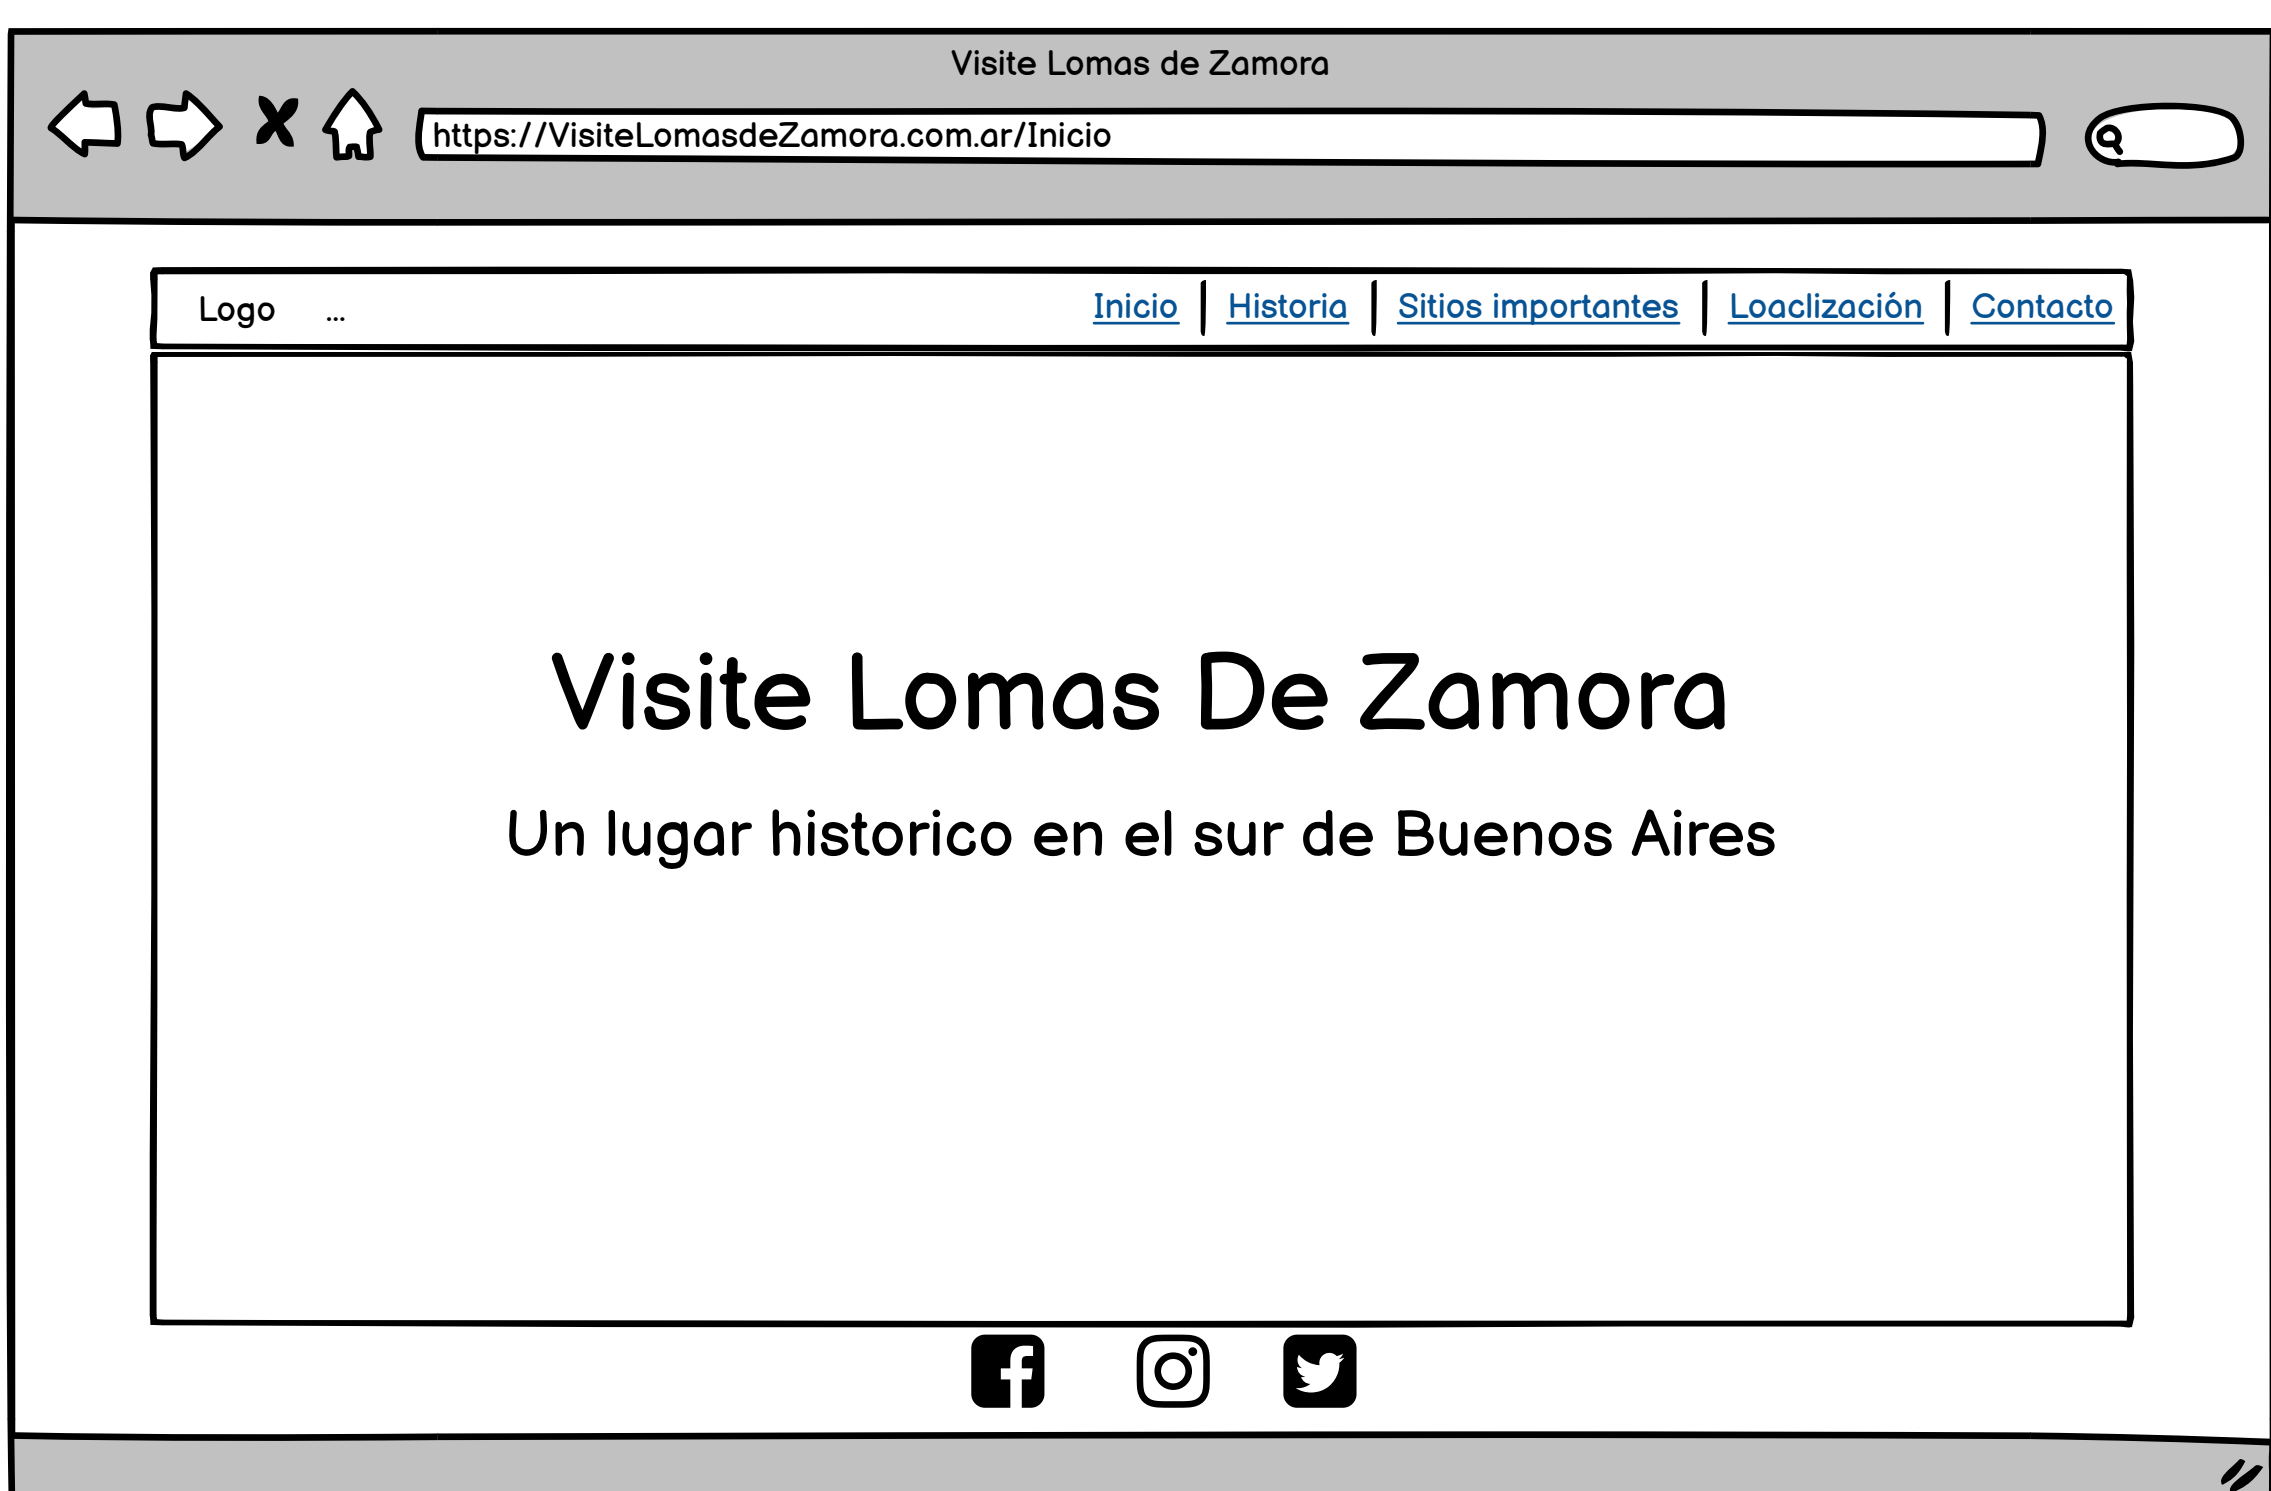 Visite Lomas de Zamora
https://VisiteLomasdeZamora.com.ar/Inicio
Logo ... Inicio | Historia | Sitios importantes | Loaclización | Contacto
Visite Lomas De Zamora
Un lugar historico en el sur de Buenos Aires